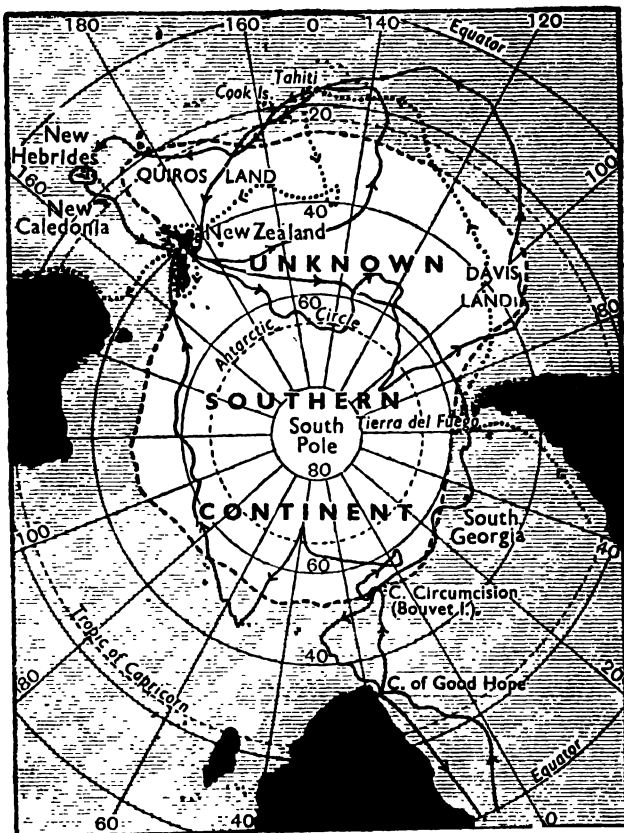 180
160
0
140
120
Equator
Tahiti
Cook Is.
20
New
Hebrides
QUIROS LAND
100
160
New
Caledonia
40
New Zealand
UNKNOWN
DAVIS
LAND
60
80
Antarctic Circle
SOUTHERN
Tierra del Fuego
South
Pole
80
CONTINENT
South
Georgia
100
40
60
C. Circumcision
(Bouvet I.)
Tropic of Capricorn
40
20
80
C. of Good Hope
Equator
60
40
0